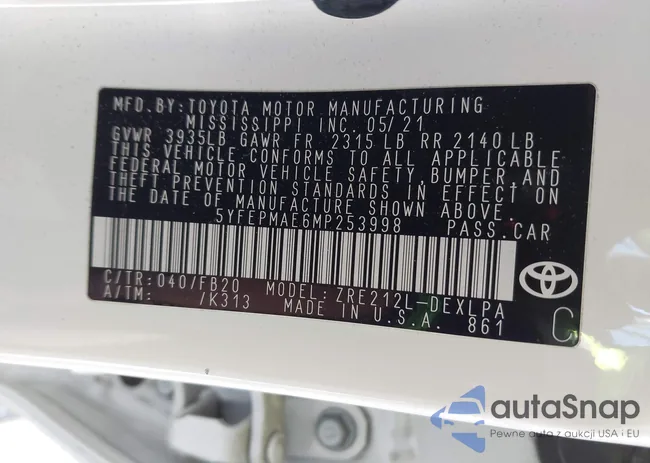 MFD.BY:TOYOTA MOTOR MANUFACTURING
MISSISSIPPI INC. 05/21
GVWR 3935LB GAWR FR 2315 LB RR 2140 LB
THIS VEHICLE CONFORMS TO ALL APPLICABLE
FEDERAL MOTOR VEHICLE SAFETY, BUMPER, AND
THEFT PREVENTION STANDARDS IN EFFECT ON
THE DATE OF MANUFACTURE SHOWN ABOVE.
5YFEPMAE6MP253998 PASS.CAR
C/TR: 040/FB20 MODEL: ZRE212L-DEXLPA
A/TM: /K313 MADE IN U.S.A. 861
C
autaSnap
Pewne auta z aukcji USA i EU